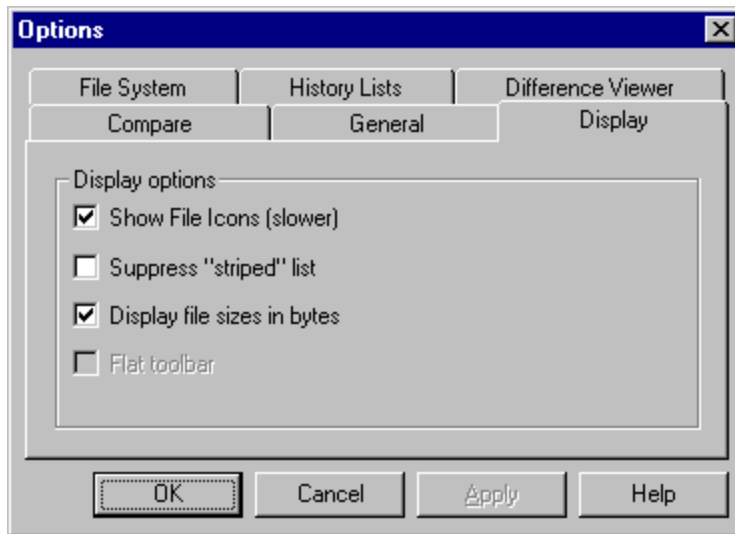 Options
File System History Lists Difference Viewer
Compare General Display
Display options
Show File Icons (slower)
Suppress "striped" list
Display file sizes in bytes
Flat toolbar
OK Cancel Apply Help